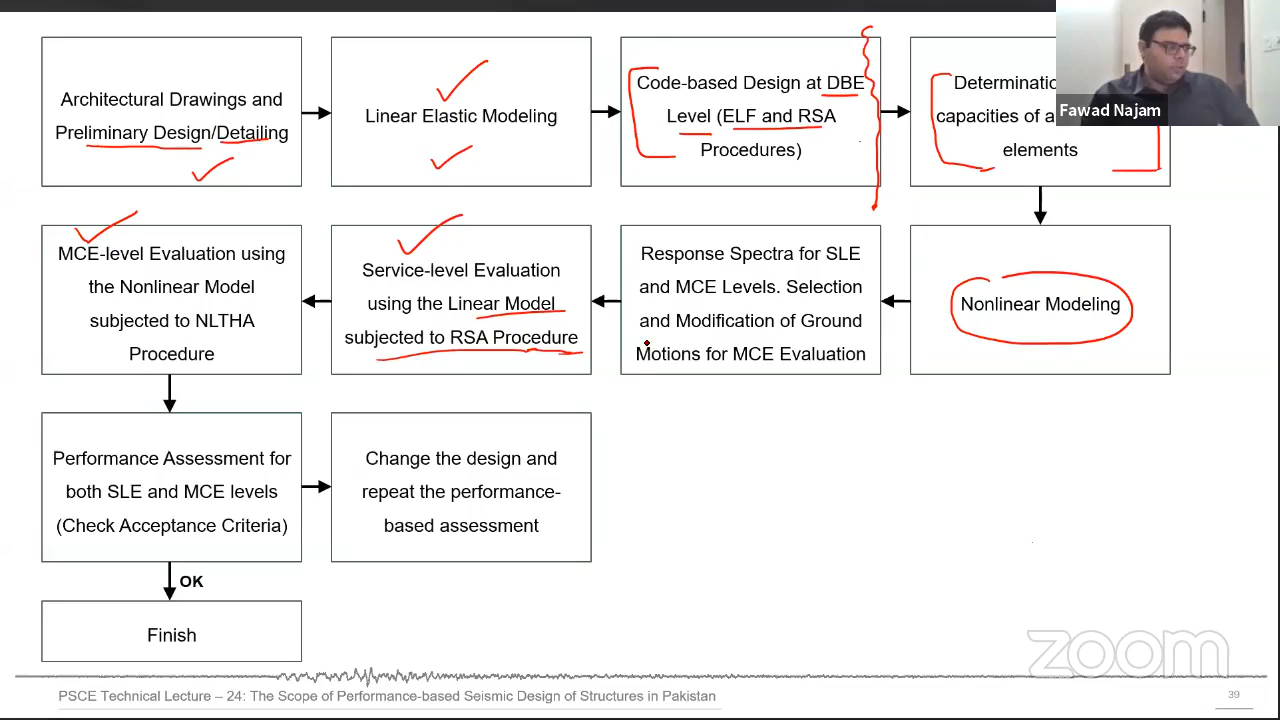 Architectural Drawings and
Preliminary Design/Detailing
Linear Elastic Modeling
Code-based Design at DBE
Level (ELF and RSA
Procedures)
capacities of
elements
Fawad Najam
MCE-level Evaluation using
the Nonlinear Model
subjected to NLTHA
Procedure
Service-level Evaluation
using the Linear Model
subjected to RSA Procedure
Response Spectra for SLE
and MCE Levels. Selection
and Modification of Ground
Motions for MCE Evaluation
Nonlinear Modeling
Performance Assessment for
both SLE and MCE levels
(Check Acceptance Criteria)
Change the design and
repeat the performance-
based assessment
OK
Finish
zoom
PSCE Technical Lecture – 24: The Scope of Performance-based Seismic Design of Structures in Pakistan
39